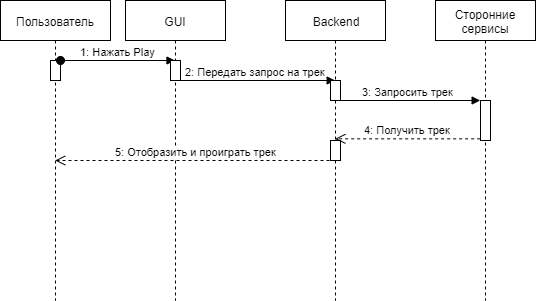 Пользователь
GUI
Backend
Сторонние
сервисы
1: Нажать Play
2: Передать запрос на трек
3: Запросить трек
4: Получить трек
5: Отобразить и проиграть трек